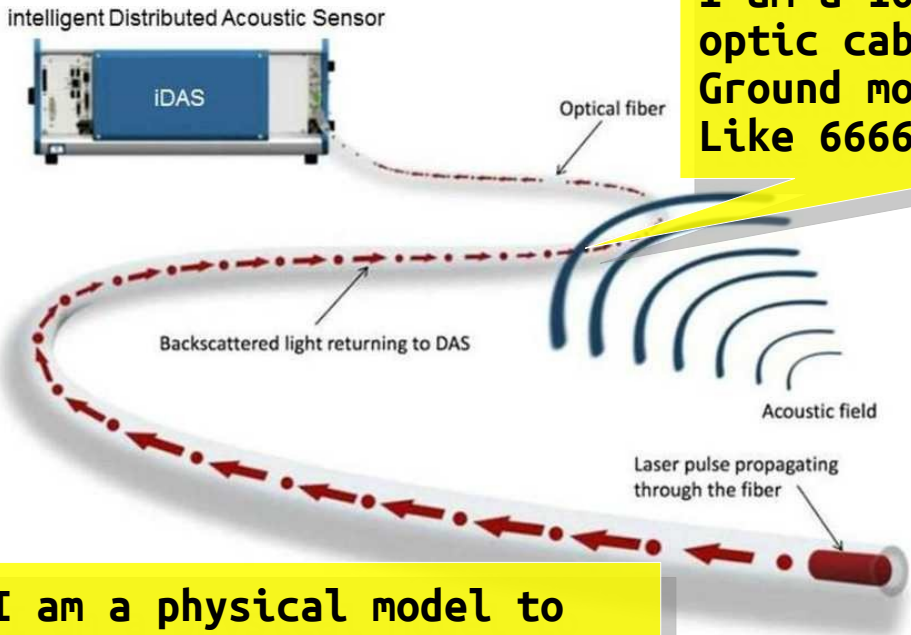 intelligent Distributed Acoustic Sensor
iDAS
Optical fiber
optic cab
Ground mo
Like 6666
Backscattered light returning to DAS
Acoustic field
Laser pulse propagating
through the fiber
I am a physical model to